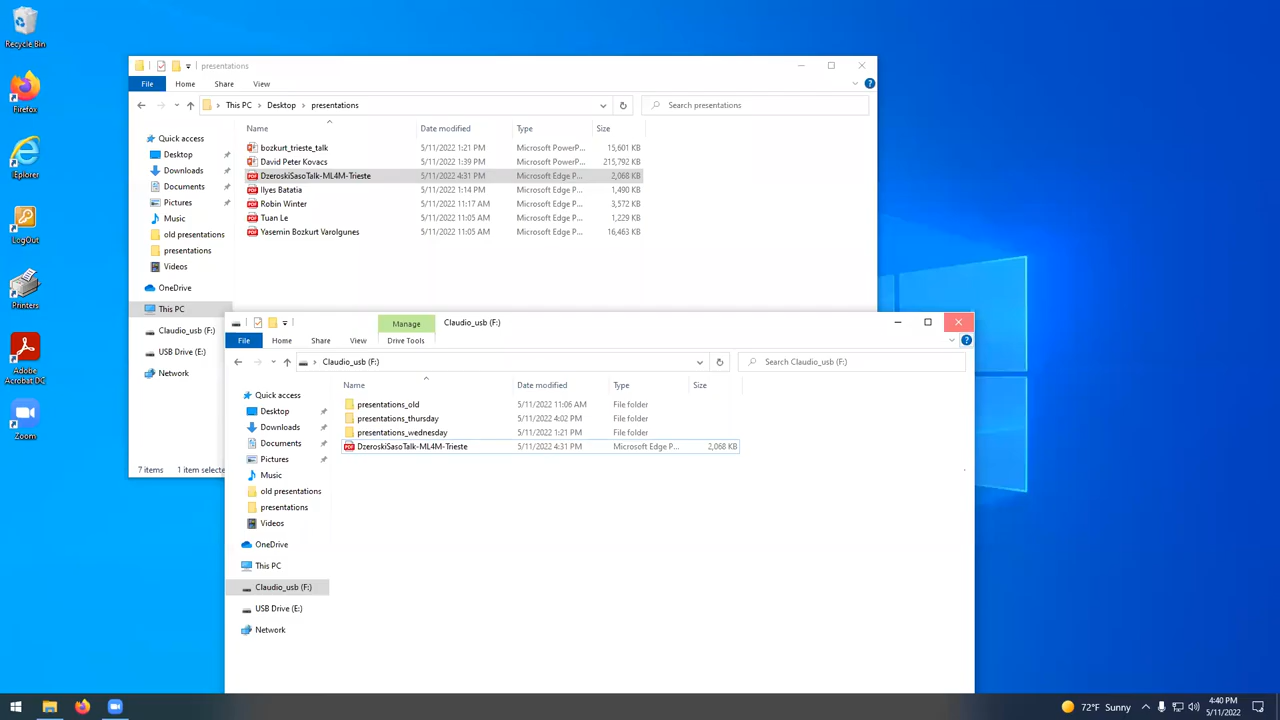 Recycle Bin
Firefox
Eplorer
LogOut
Printers
Adobe
Acrobat DC
Zoom
presentations
File Home Share View
This PC > Desktop > presentations
Search presentations
Name Date modified Type Size
bozkurt_trieste_talk 5/11/2022 1:21 PM Microsoft PowerP... 15,601 KB
David Peter Kovacs 5/11/2022 1:39 PM Microsoft PowerP... 215,792 KB
DzeroskiSasoTalk-ML4M-Trieste 5/11/2022 4:31 PM Microsoft Edge P... 2,068 KB
Ilyes Batatia 5/11/2022 1:14 PM Microsoft Edge P... 1,490 KB
Robin Winter 5/11/2022 11:17 AM Microsoft Edge P... 3,572 KB
Tuan Le 5/11/2022 11:05 AM Microsoft Edge P... 1,229 KB
Yasemin Bozkurt Varolgunes 5/11/2022 11:05 AM Microsoft Edge P... 16,463 KB
Quick access
Desktop
Downloads
Documents
Pictures
Music
old presentations
presentations
Videos
OneDrive
This PC
Claudio_usb (F:)
USB Drive (E:)
Network
7 items 1 item selecte
Manage Claudio_usb (F:)
File Home Share View Drive Tools
Claudio_usb (F:)
Search Claudio_usb (F:)
Name Date modified Type Size
presentations_old 5/11/2022 11:06 AM File folder
presentations_thursday 5/11/2022 4:02 PM File folder
presentations_wednesday 5/11/2022 1:21 PM File folder
DzeroskiSasoTalk-ML4M-Trieste 5/11/2022 4:31 PM Microsoft Edge P... 2,068 KB
Quick access
Desktop
Downloads
Documents
Pictures
Music
old presentations
presentations
Videos
OneDrive
This PC
Claudio_usb (F:)
USB Drive (E:)
Network
72°F Sunny
4:40 PM
5/11/2022